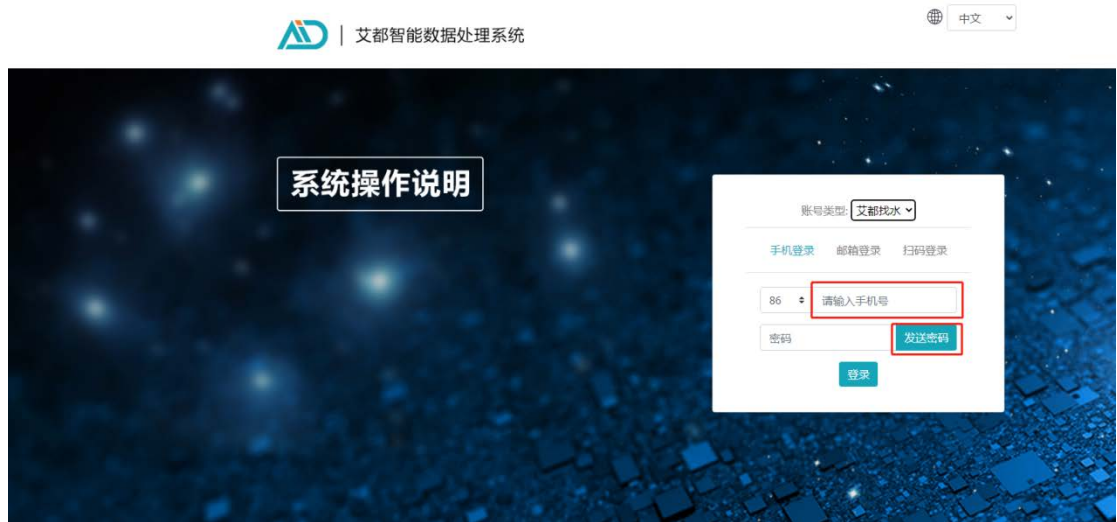 AID | 艾都智能数据处理系统
中文
系统操作说明
账号类型: 艾都找水
手机登录 邮箱登录 扫码登录
86 请输入手机号
密码 发送密码
登录